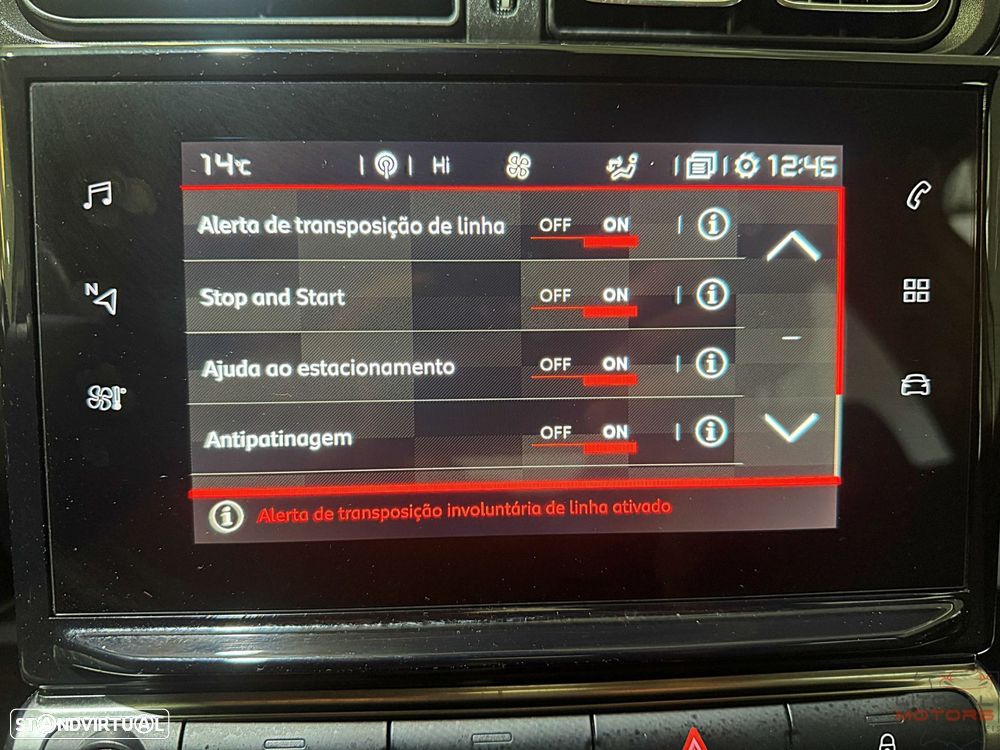 14°C Hi 12:45
Alerta de transposição de linha OFF ON
Stop and Start OFF ON
Ajuda ao estacionamento OFF ON
Antipatinagem OFF ON
Alerta de transposição involuntária de linha ativado
N
STANDVIRTUAL
MOTORS